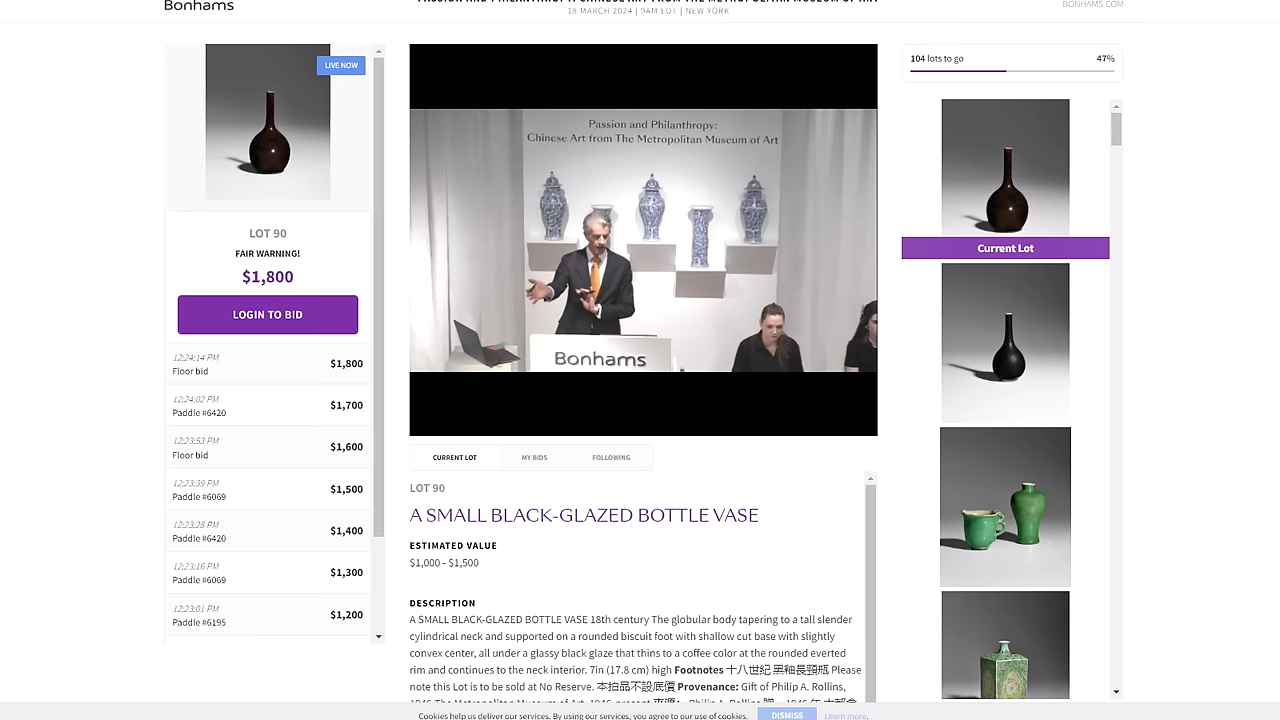 Bonhams
PASSION AND PHILANTHROPY: CHINESE ART FROM THE METROPOLITAN MUSEUM OF ART
18 MARCH 2024 | 9AM EDT | NEW YORK
BONHAMS.COM
LIVE NOW
LOT 90
FAIR WARNING!
$1,800
LOGIN TO BID
12:24:14 PM
Floor bid
$1,800
12:24:02 PM
Paddle #6420
$1,700
12:23:53 PM
Floor bid
$1,600
12:23:39 PM
Paddle #6069
$1,500
12:23:28 PM
Paddle #6420
$1,400
12:23:16 PM
Paddle #6069
$1,300
12:23:01 PM
Paddle #6195
$1,200
Passion and Philanthropy:
Chinese Art from The Metropolitan Museum of Art
Bonhams
CURRENT LOT
MY BIDS
FOLLOWING
LOT 90
A SMALL BLACK-GLAZED BOTTLE VASE
ESTIMATED VALUE
$1,000 - $1,500
DESCRIPTION
A SMALL BLACK-GLAZED BOTTLE VASE 18th century The globular body tapering to a tall slender
cylindrical neck and supported on a rounded biscuit foot with shallow cut base with slightly
convex center, all under a glassy black glaze that thins to a coffee color at the rounded everted
rim and continues to the neck interior. 7in (17.8 cm) high Footnotes 十八世紀 黑釉長頸瓶 Please
note this Lot is to be sold at No Reserve. 本拍品不設底價 Provenance: Gift of Philip A. Rollins,
104 lots to go
47%
Current Lot
Cookies help us deliver our services. By using our services, you agree to our use of cookies.
DISMISS
Learn more.